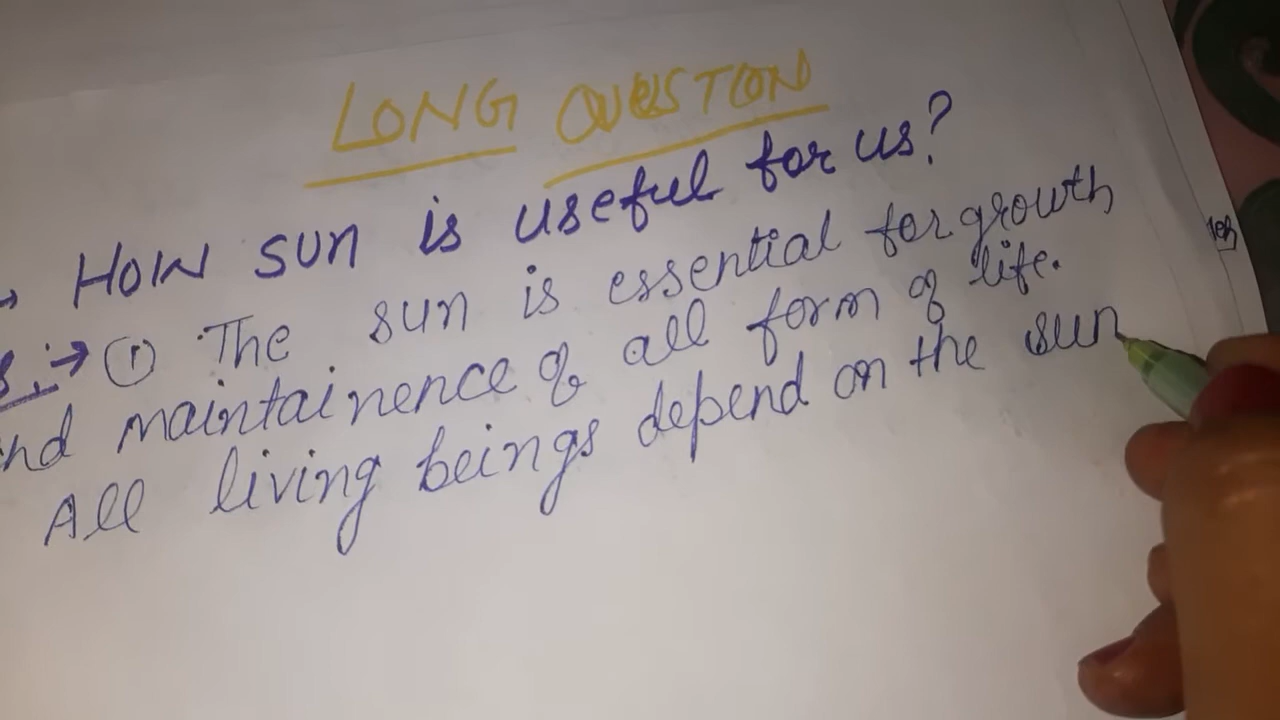 LONG QUESTION
→ HOW SUN is useful for us?
s:→ ① The sun is essential for growth
nd maintainence of all form of life.
All living beings depend on the sun